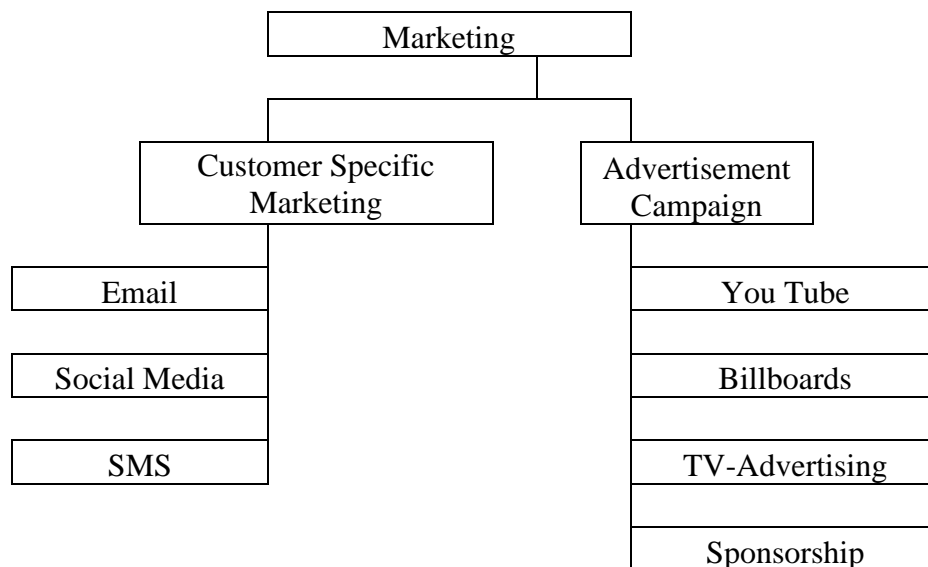 Marketing
Customer Specific
Marketing
Advertisement
Campaign
Email
You Tube
Social Media
Billboards
SMS
TV-Advertising
Sponsorship